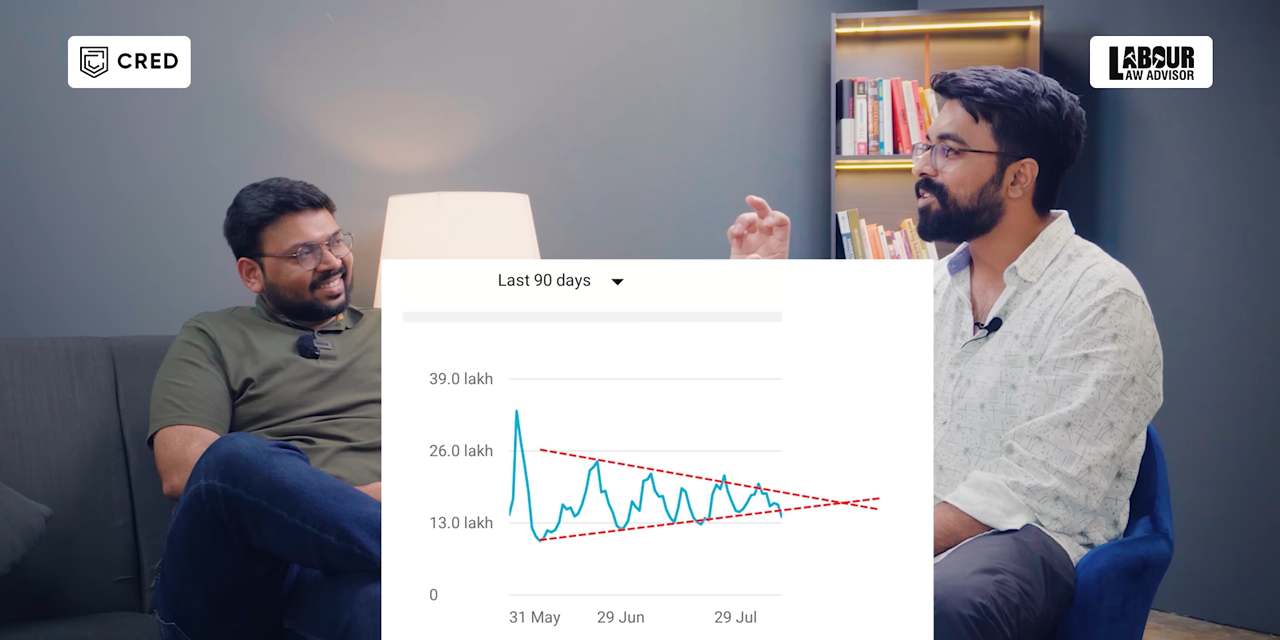 CRED
LABOUR
LAW ADVISOR
Last 90 days
39.0 lakh
26.0 lakh
13.0 lakh
0
31 May
29 Jun
29 Jul